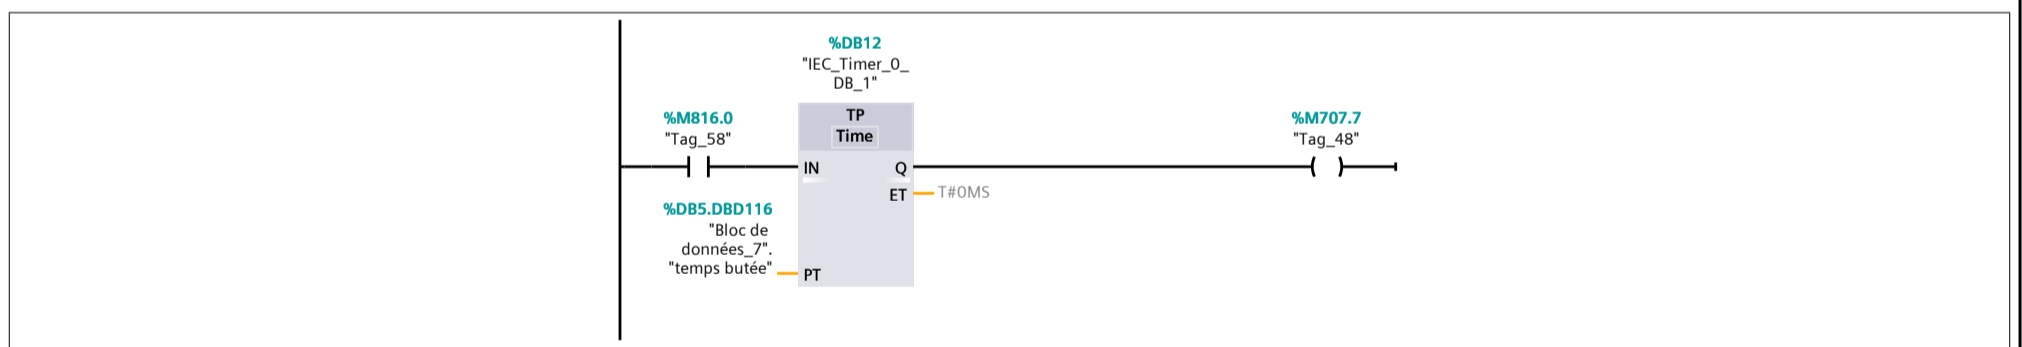 %DB12
"IEC_Timer_0_
DB_1"
%M816.0
"Tag_58"
TP
Time
%M707.7
"Tag_48"
IN
Q
ET
T#0MS
%DB5.DBD116
"Bloc de
données_7".
"temps butée"
PT